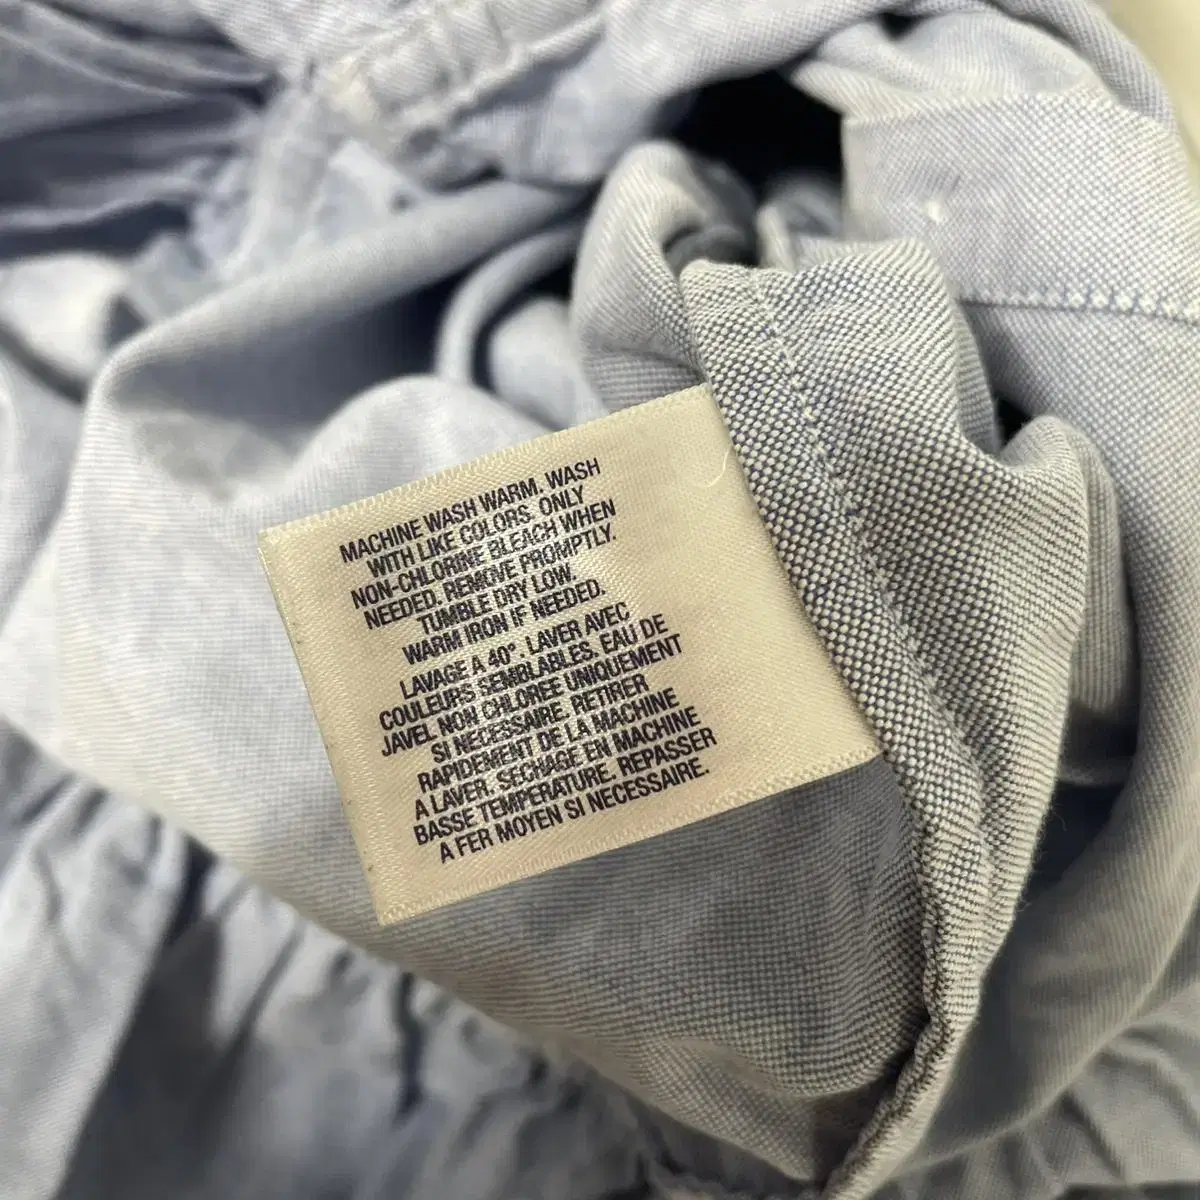 MACHINE WASH WARM. WASH
WITH LIKE COLORS. ONLY
NON-CHLORINE BLEACH WHEN
NEEDED. REMOVE PROMPTLY.
TUMBLE DRY LOW.
WARM IRON IF NEEDED.
LAVAGE A 40°. LAVER AVEC
COULEURS SEMBLABLES. EAU DE
JAVEL NON CHLOREE UNIQUEMENT
SI NECESSAIRE. RETIRER
RAPIDEMENT DE LA MACHINE
A LAVER. SECHAGE EN MACHINE
BASSE TEMPERATURE. REPASSER
A FER MOYEN SI NECESSAIRE.